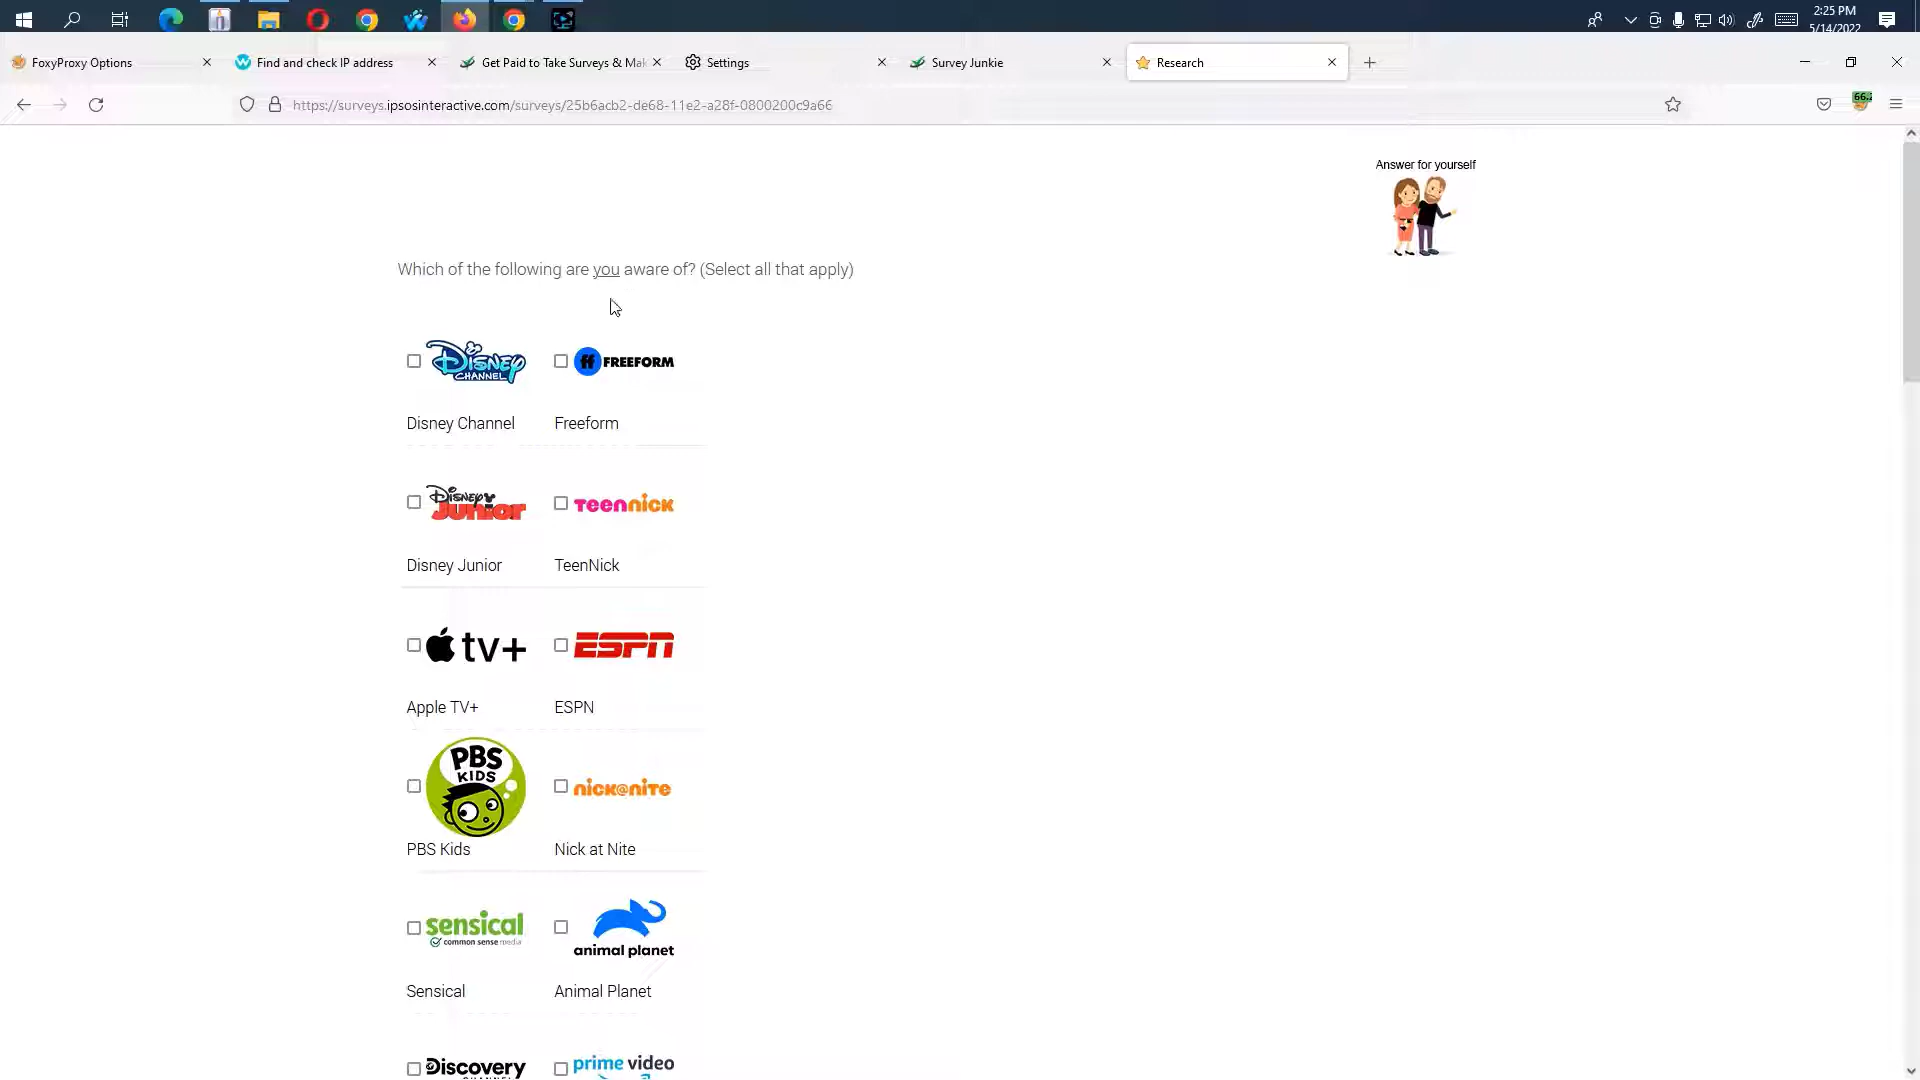 2:25 PM
5/14/2022
FoxyProxy Options
Find and check IP address
Get Paid to Take Surveys & Mak
Settings
Survey Junkie
Research
https://surveys.ipsosinteractive.com/surveys/25b6acb2-de68-11e2-a28f-0800200c9a66
66.2
Answer for yourself
Which of the following are you aware of? (Select all that apply)
Disney CHANNEL
ff FREEFORM
Disney Channel
Freeform
Disney Junior
TEENNICK
Disney Junior
TeenNick
tv+
ESPN
Apple TV+
ESPN
PBS KIDS
nick@nite
PBS Kids
Nick at Nite
sensical
common sense media
animal planet
Sensical
Animal Planet
Discovery CHANNEL
prime video